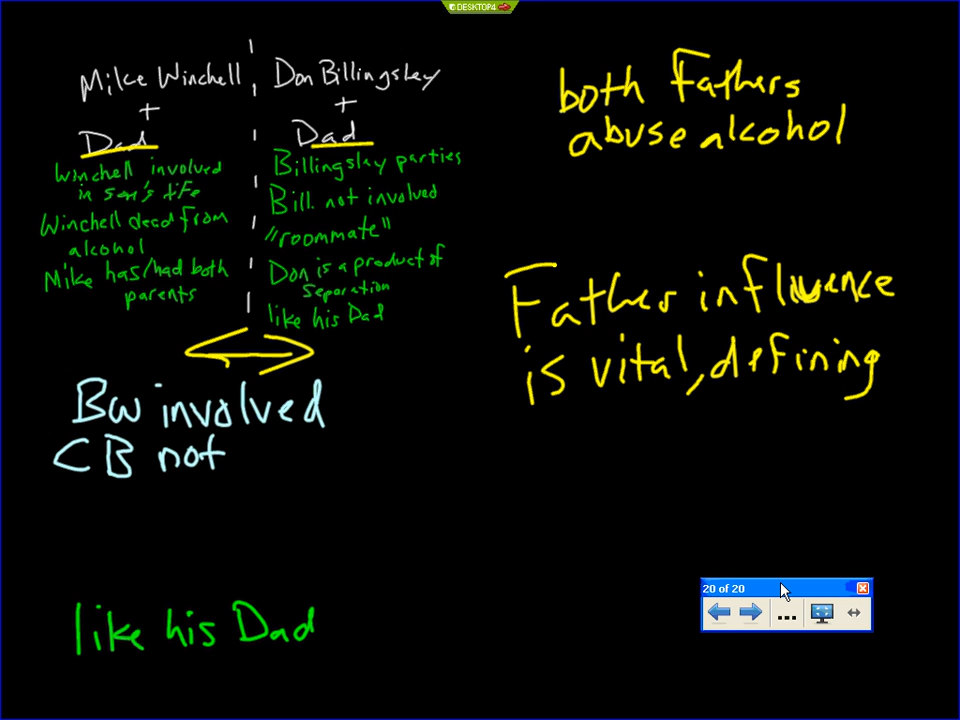 DESKTOP4
Mike Winchell
+
Dad
Winchell involved
in son's life
Winchell dead from
alcohol
Mike has/had both
parents
Don Billingsley
+
Dad
Billingslay parties
Bill. not involved
"roommate"
Don is a product of
Separation
like his Dad
BW involved
CB not
like his Dad
both Fathers
abuse alcohol
Father influence
is vital, defining
20 of 20
...